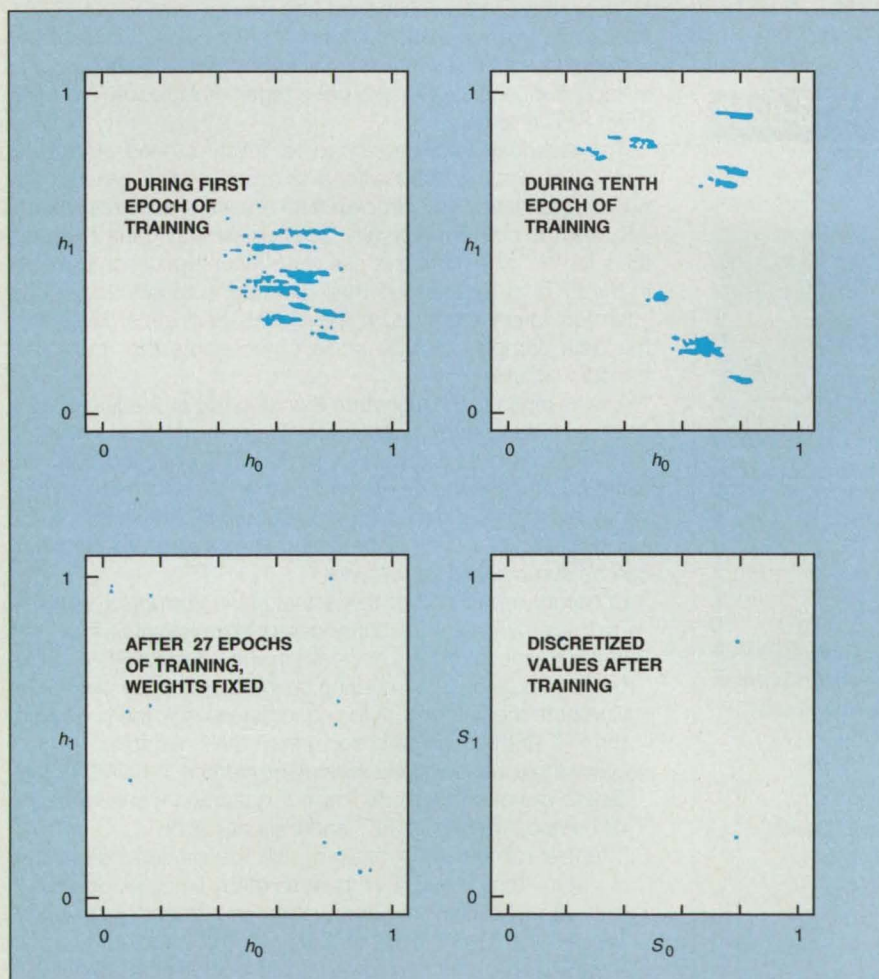 1
DURING FIRST
EPOCH OF
TRAINING
h1
0
0
1
h0
1
DURING TENTH
EPOCH OF
TRAINING
h1
0
0
1
h0
1
AFTER 27 EPOCHS
OF TRAINING,
WEIGHTS FIXED
h1
0
0
1
h0
1
DISCRETIZED
VALUES AFTER
TRAINING
S1
0
0
1
S0